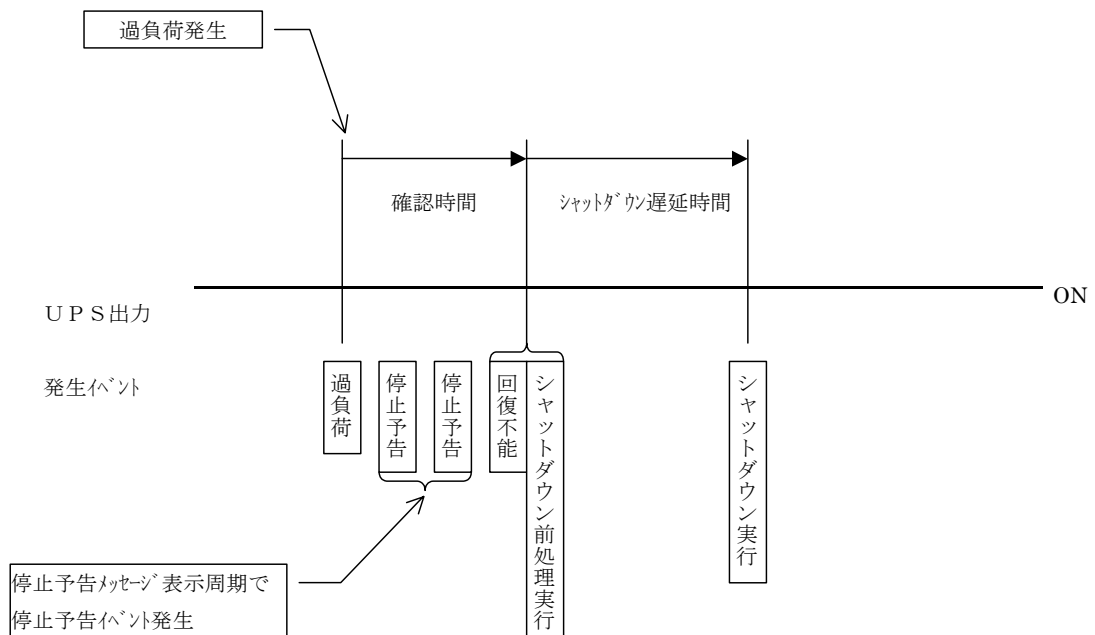 過負荷発生
確認時間
ｼｬｯﾄﾀﾞｳﾝ遅延時間
ＵＰＳ出力
ON
発生ｲﾍﾞﾝﾄ
過負荷
停止予告
停止予告
回復不能
シャットダウン前処理実行
シャットダウン実行
停止予告ﾒｯｾｰｼﾞ表示周期で
停止予告ｲﾍﾞﾝﾄ発生